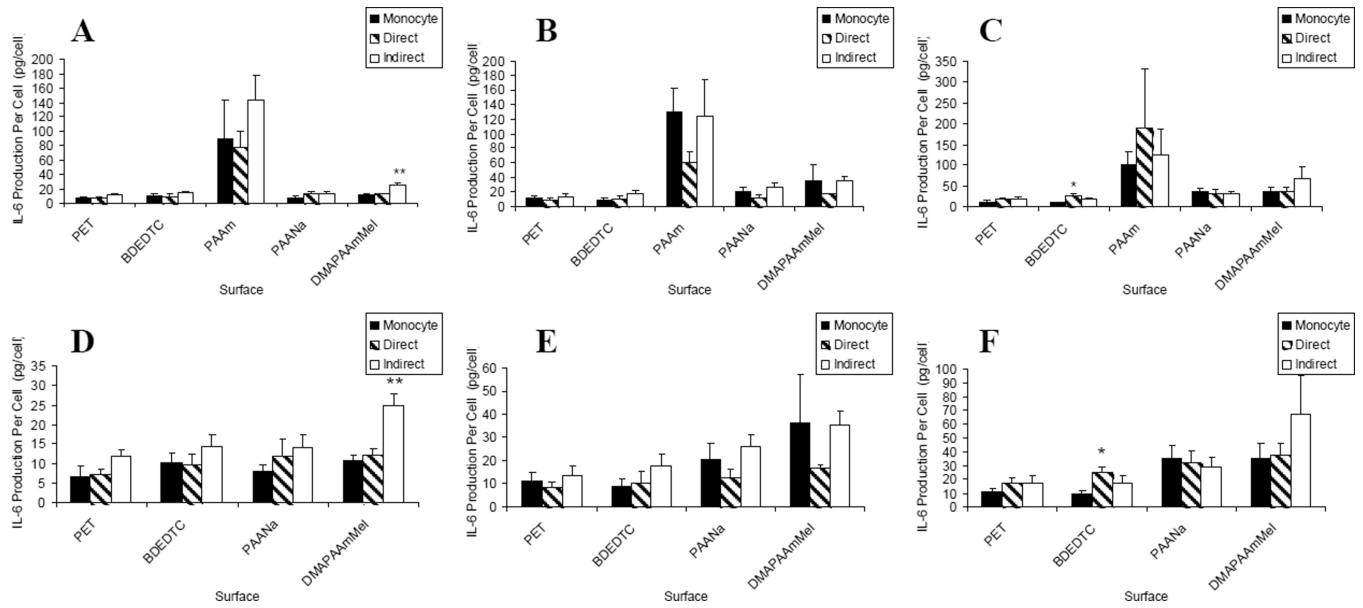 A
Monocyte
Direct
Indirect
IL-6 Production Per Cell (pg/cell)
200
180
160
140
120
100
80
60
40
20
0
**
PET
BDEDTC
PAAm
PAANa
DMAPAAmMeI
Surface
B
Monocyte
Direct
Indirect
IL-6 Production Per Cell (pg/cell)
200
180
160
140
120
100
80
60
40
20
0
PET
BDEDTC
PAAm
PAANa
DMAPAAmMeI
Surface
C
Monocyte
Direct
Indirect
IL-6 Production Per Cell (pg/cell)
350
300
250
200
150
100
50
0
*
PET
BDEDTC
PAAm
PAANa
DMAPAAmMeI
Surface
D
Monocyte
Direct
Indirect
IL-6 Production Per Cell (pg/cell)
35
30
25
20
15
10
5
0
**
PET
BDEDTC
PAANa
DMAPAAmMeI
Surface
E
Monocyte
Direct
Indirect
IL-6 Production Per Cell (pg/cell)
60
50
40
30
20
10
0
PET
BDEDTC
PAANa
DMAPAAmMeI
Surface
F
Monocyte
Direct
Indirect
IL-6 Production Per Cell (pg/cell)
100
90
80
70
60
50
40
30
20
10
0
*
PET
BDEDTC
PAANa
DMAPAAmMeI
Surface